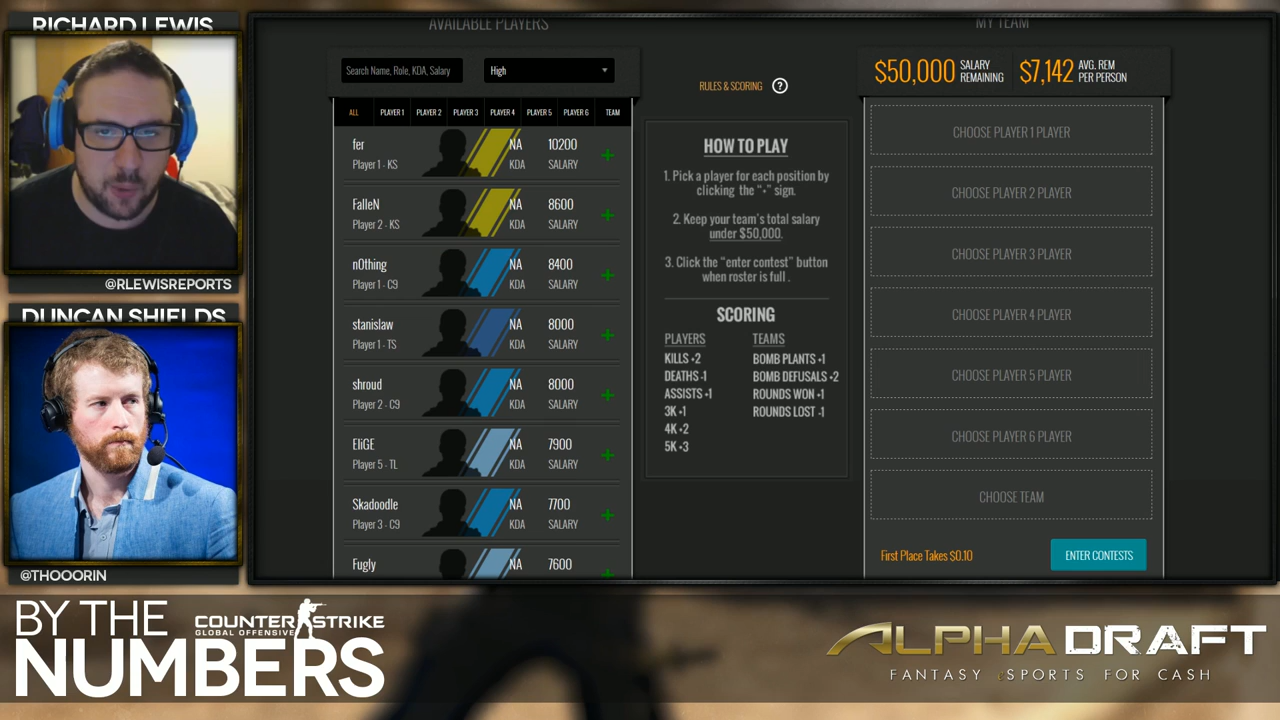 RICHARD LEWIS
@RLEWISREPORTS
DUNCAN SHIELDS
@THOOORIN
AVAILABLE PLAYERS
Search Name, Role, KDA, Salary
High
ALL PLAYER 1 PLAYER 2 PLAYER 3 PLAYER 4 PLAYER 5 PLAYER 6 TEAM
fer NA 10200
Player 1 - KS KDA SALARY
FalleN NA 8600
Player 2 - KS KDA SALARY
n0thing NA 8400
Player 1 - C9 KDA SALARY
stanislaw NA 8000
Player 1 - TS KDA SALARY
shroud NA 8000
Player 2 - C9 KDA SALARY
EliGE NA 7900
Player 5 - TL KDA SALARY
Skadoodle NA 7700
Player 3 - C9 KDA SALARY
Fugly NA 7600
RULES & SCORING ?
HOW TO PLAY
1. Pick a player for each position by
clicking the "+" sign.
2. Keep your team's total salary
under $50,000.
3. Click the "enter contest" button
when roster is full .
SCORING
PLAYERS TEAMS
KILLS +2 BOMB PLANTS +1
DEATHS -1 BOMB DEFUSALS +2
ASSISTS +1 ROUNDS WON +1
3K +1 ROUNDS LOST -1
4K +2
5K +3
MY TEAM
$50,000 SALARY REMAINING $7,142 AVG. REM PER PERSON
CHOOSE PLAYER 1 PLAYER
CHOOSE PLAYER 2 PLAYER
CHOOSE PLAYER 3 PLAYER
CHOOSE PLAYER 4 PLAYER
CHOOSE PLAYER 5 PLAYER
CHOOSE PLAYER 6 PLAYER
CHOOSE TEAM
First Place Takes $0.10 ENTER CONTESTS
BY THE
NUMBERS
COUNTER STRIKE
GLOBAL OFFENSIVE
ALPHADRAFT
FANTASY eSPORTS FOR CASH